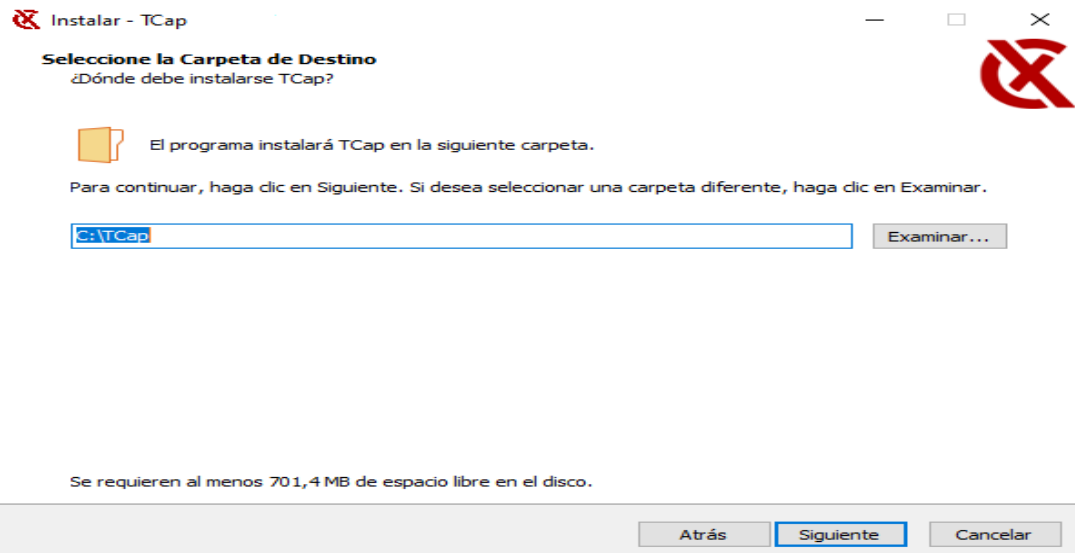 Instalar - TCap
Seleccione la Carpeta de Destino
¿Dónde debe instalarse TCap?
El programa instalará TCap en la siguiente carpeta.
Para continuar, haga clic en Siguiente. Si desea seleccionar una carpeta diferente, haga clic en Examinar.
C:\TCap
Examinar...
Se requieren al menos 701,4 MB de espacio libre en el disco.
Atrás
Siguiente
Cancelar